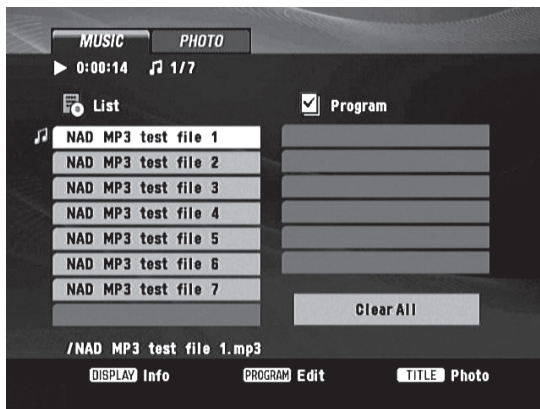 MUSIC PHOTO
0:00:14 1/7
List
Program
NAD MP3 test file 1
NAD MP3 test file 2
NAD MP3 test file 3
NAD MP3 test file 4
NAD MP3 test file 5
NAD MP3 test file 6
NAD MP3 test file 7
Clear All
/NAD MP3 test file 1.mp3
DISPLAY Info PROGRAM Edit TITLE Photo